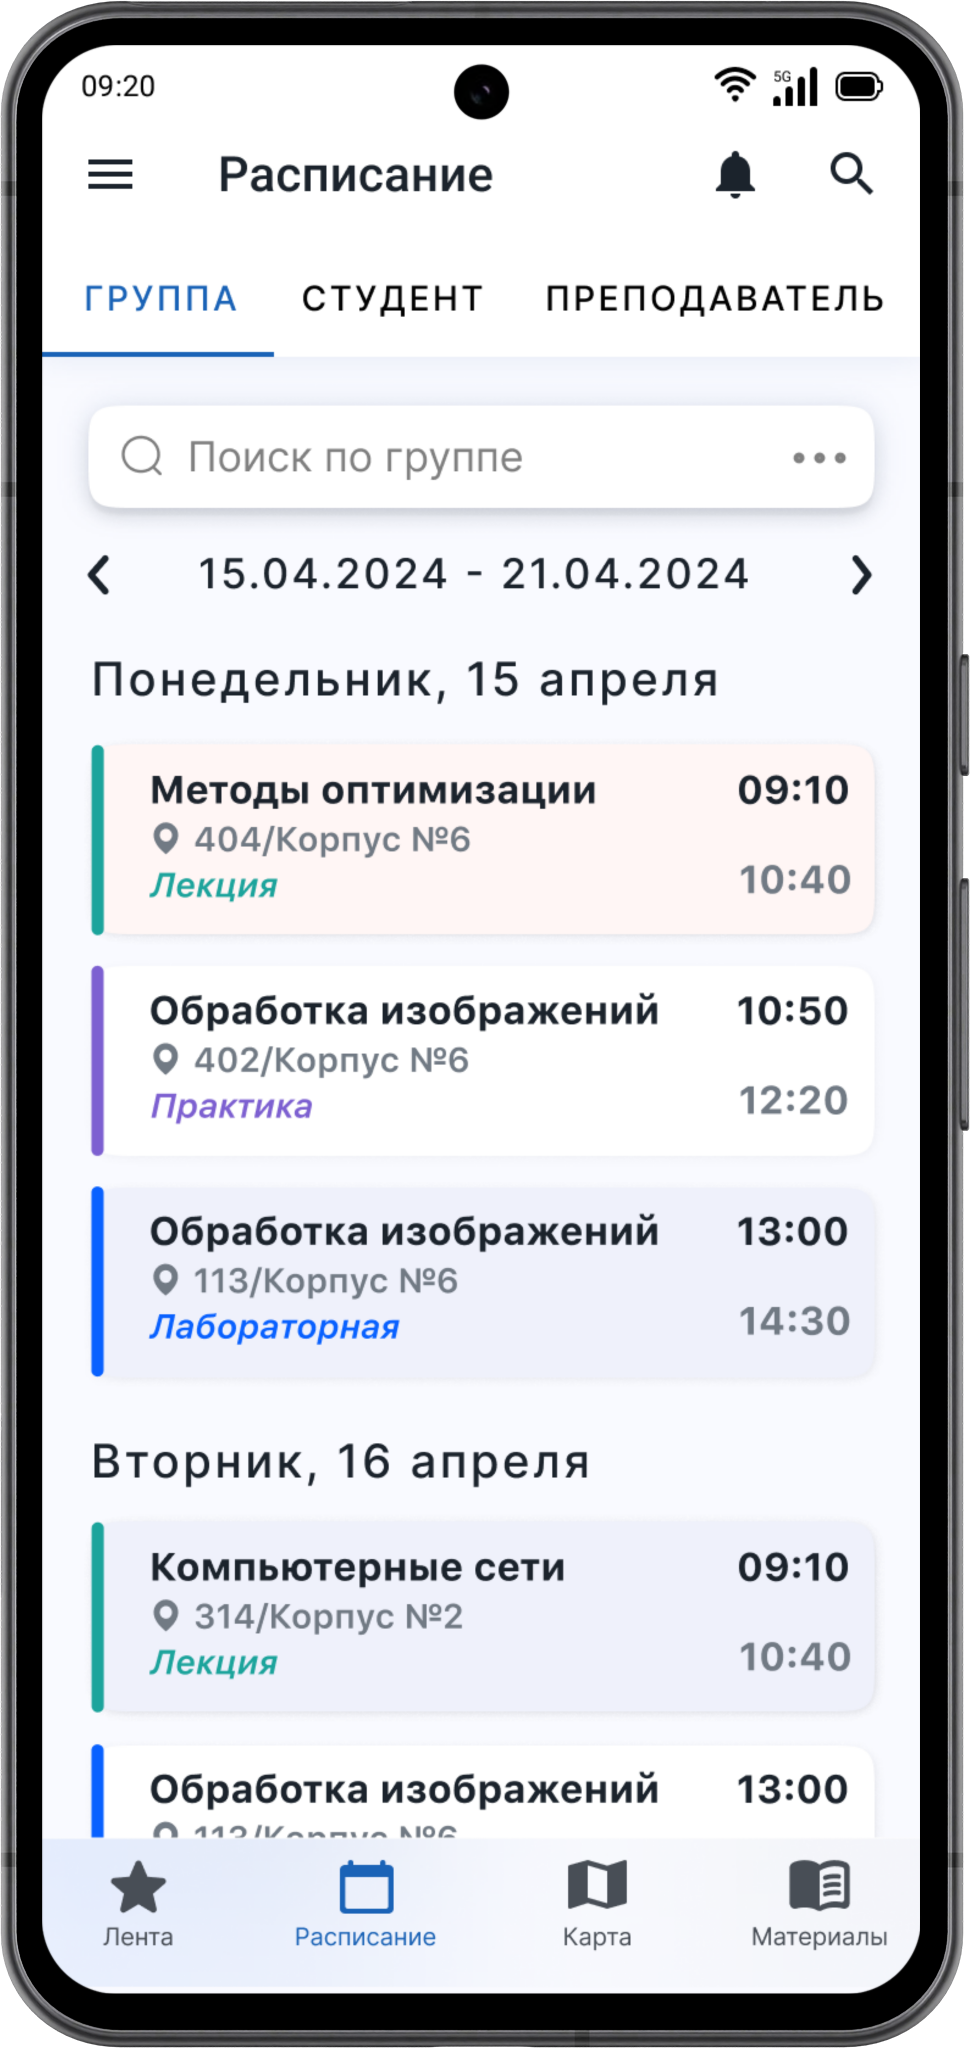 09:20
5G
Расписание
ГРУППА СТУДЕНТ ПРЕПОДАВАТЕЛЬ
Поиск по группе
15.04.2024 - 21.04.2024
Понедельник, 15 апреля
Методы оптимизации 09:10
404/Корпус №6
Лекция 10:40
Обработка изображений 10:50
402/Корпус №6
Практика 12:20
Обработка изображений 13:00
113/Корпус №6
Лабораторная 14:30
Вторник, 16 апреля
Компьютерные сети 09:10
314/Корпус №2
Лекция 10:40
Обработка изображений 13:00
113/Корпус №6
Лента Расписание Карта Материалы